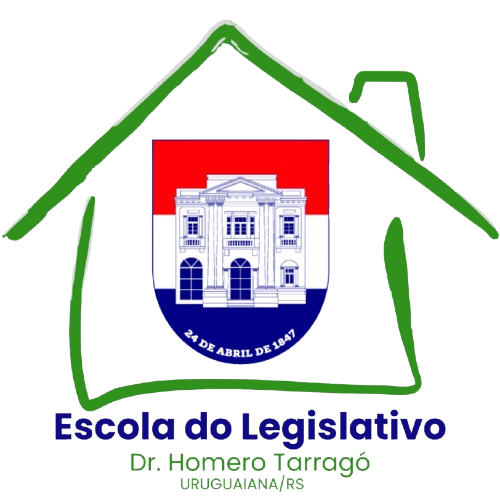 24 DE ABRIL DE 1847
Escola do Legislativo
Dr. Homero Tarragó
URUGUAIANA/RS